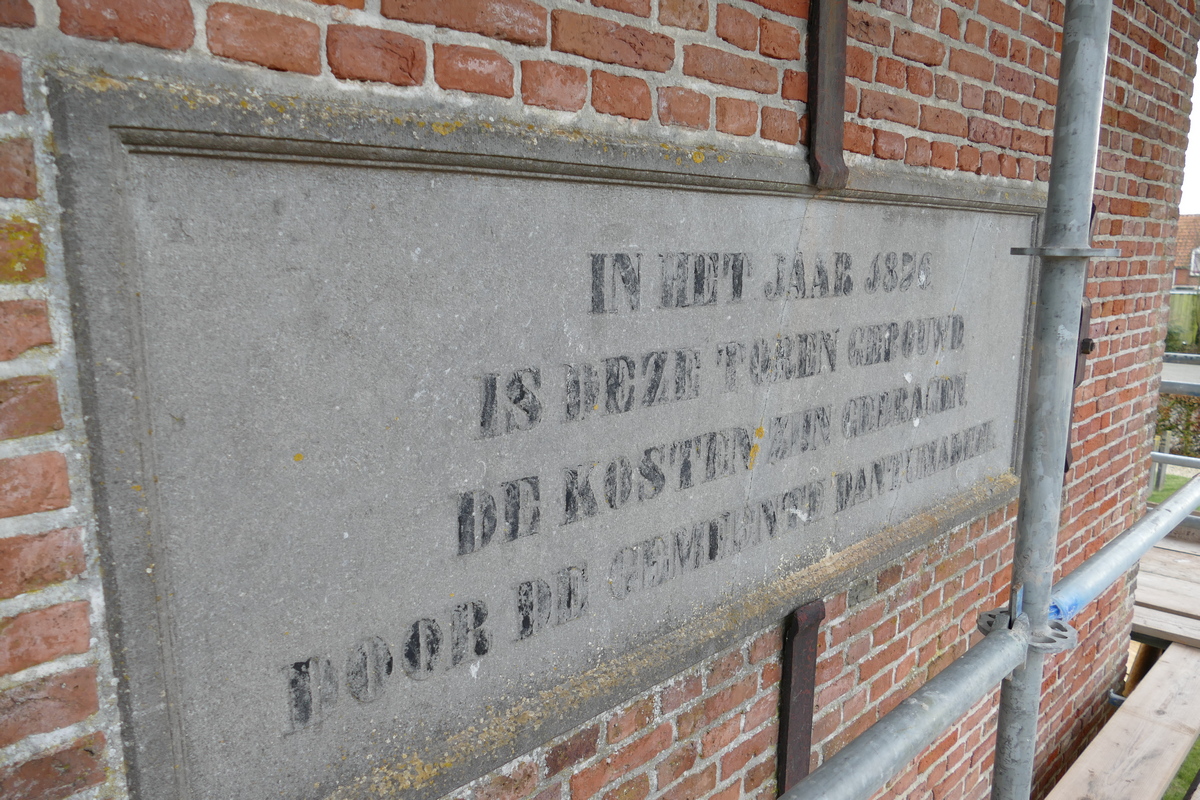 IN HET JAAR
IS DEZE TOREN GEBOUWD
DE KOSTEN ZIJN GEDRAGEN
DOOR DE GEMEENTE DANTUMADEEL